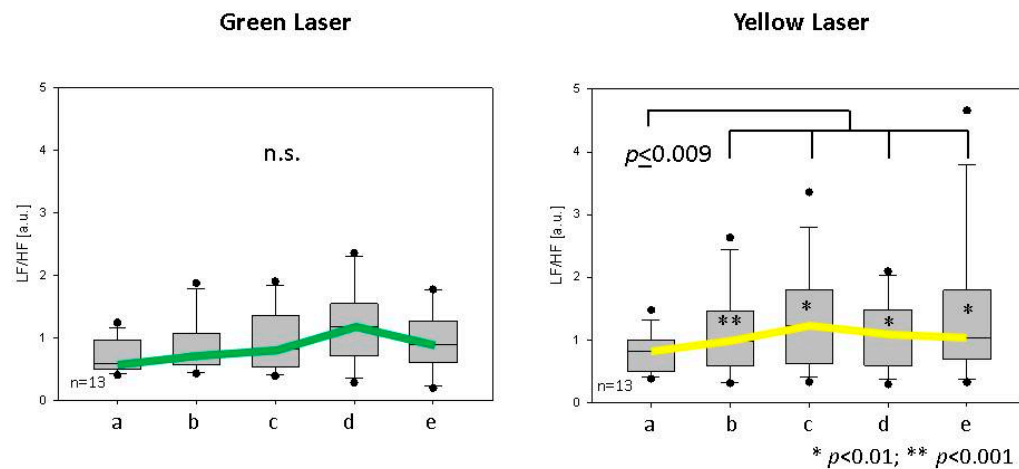 Green Laser
5
4
3
2
1
0
LF/HF [a.u.]
n.s.
n=13
a b c d e
Yellow Laser
5
4
3
2
1
0
LF/HF [a.u.]
p≤0.009
** * * *
n=13
a b c d e
* p<0.01; ** p<0.001